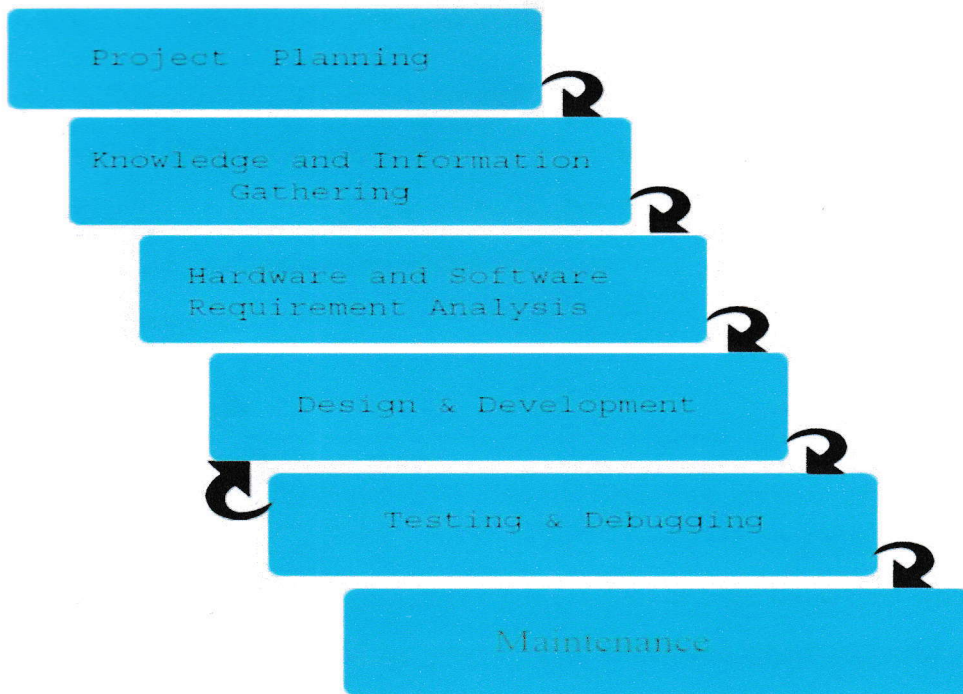 Project Planning
Knowledge and Information
Gathering
Hardware and Software
Requirement Analysis
Design & Development
Testing & Debugging
Maintenance